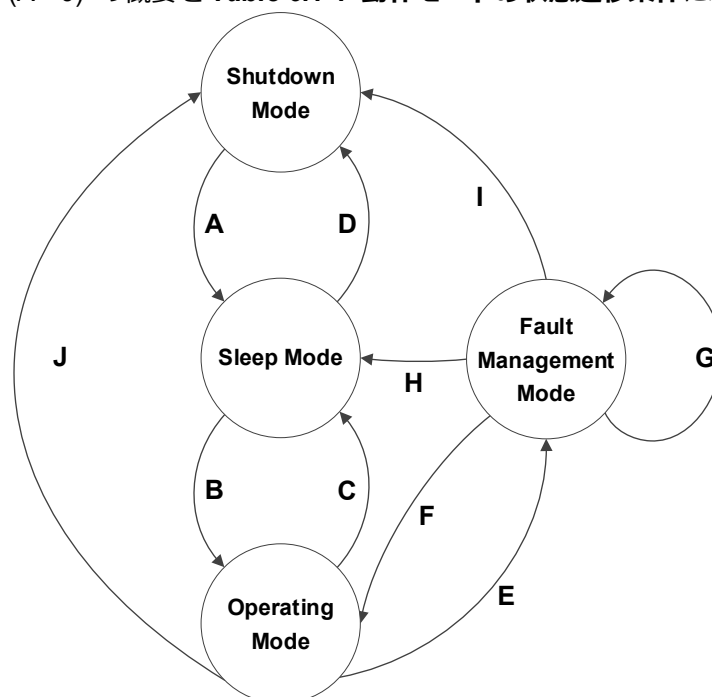 Shutdown
Mode
A
D
I
J
Sleep Mode
Fault
Management
Mode
G
H
B
C
F
E
Operating
Mode